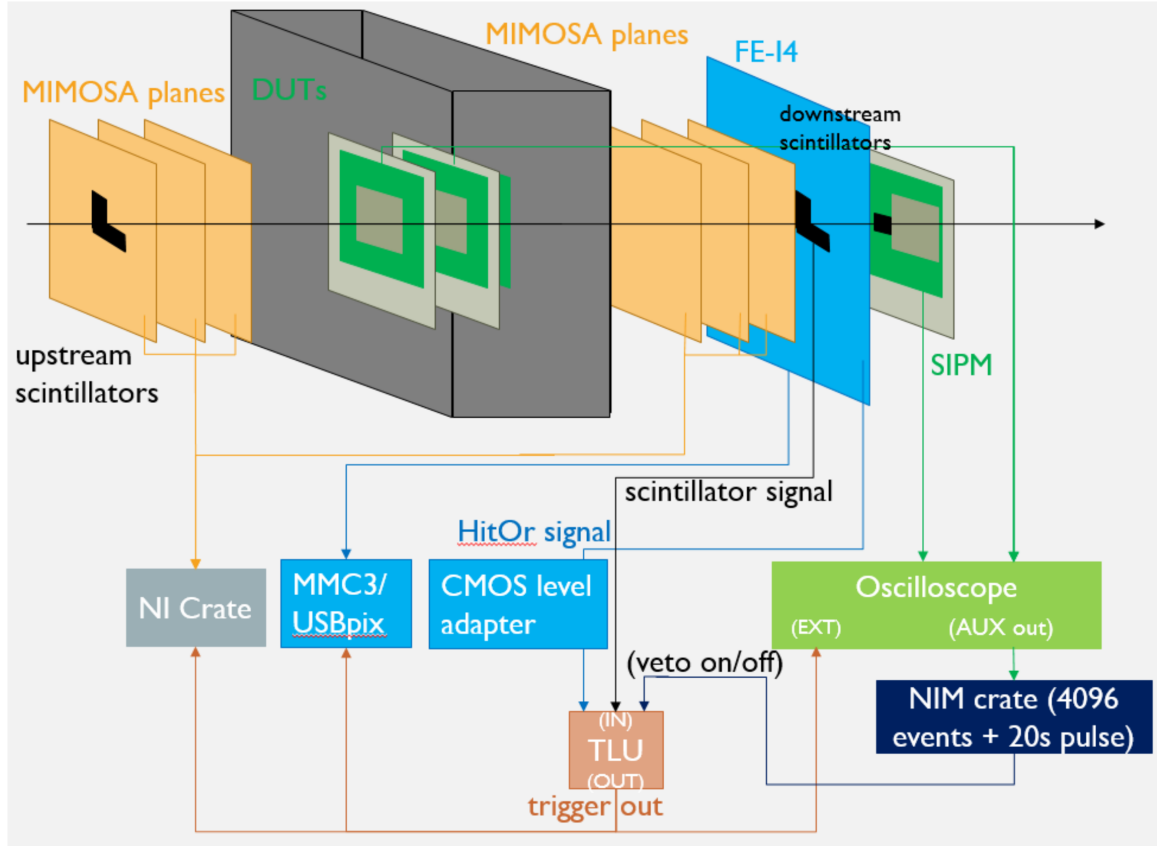 MIMOSA planes
FE-I4
MIMOSA planes
DUTs
downstream
scintillators
upstream
scintillators
SIPM
scintillator signal
HitOr signal
NI Crate
MMC3/
USBpix
CMOS level
adapter
Oscilloscope
(EXT)
(AUX out)
(veto on/off)
NIM crate (4096
events + 20s pulse)
(IN)
TLU
(OUT)
trigger out